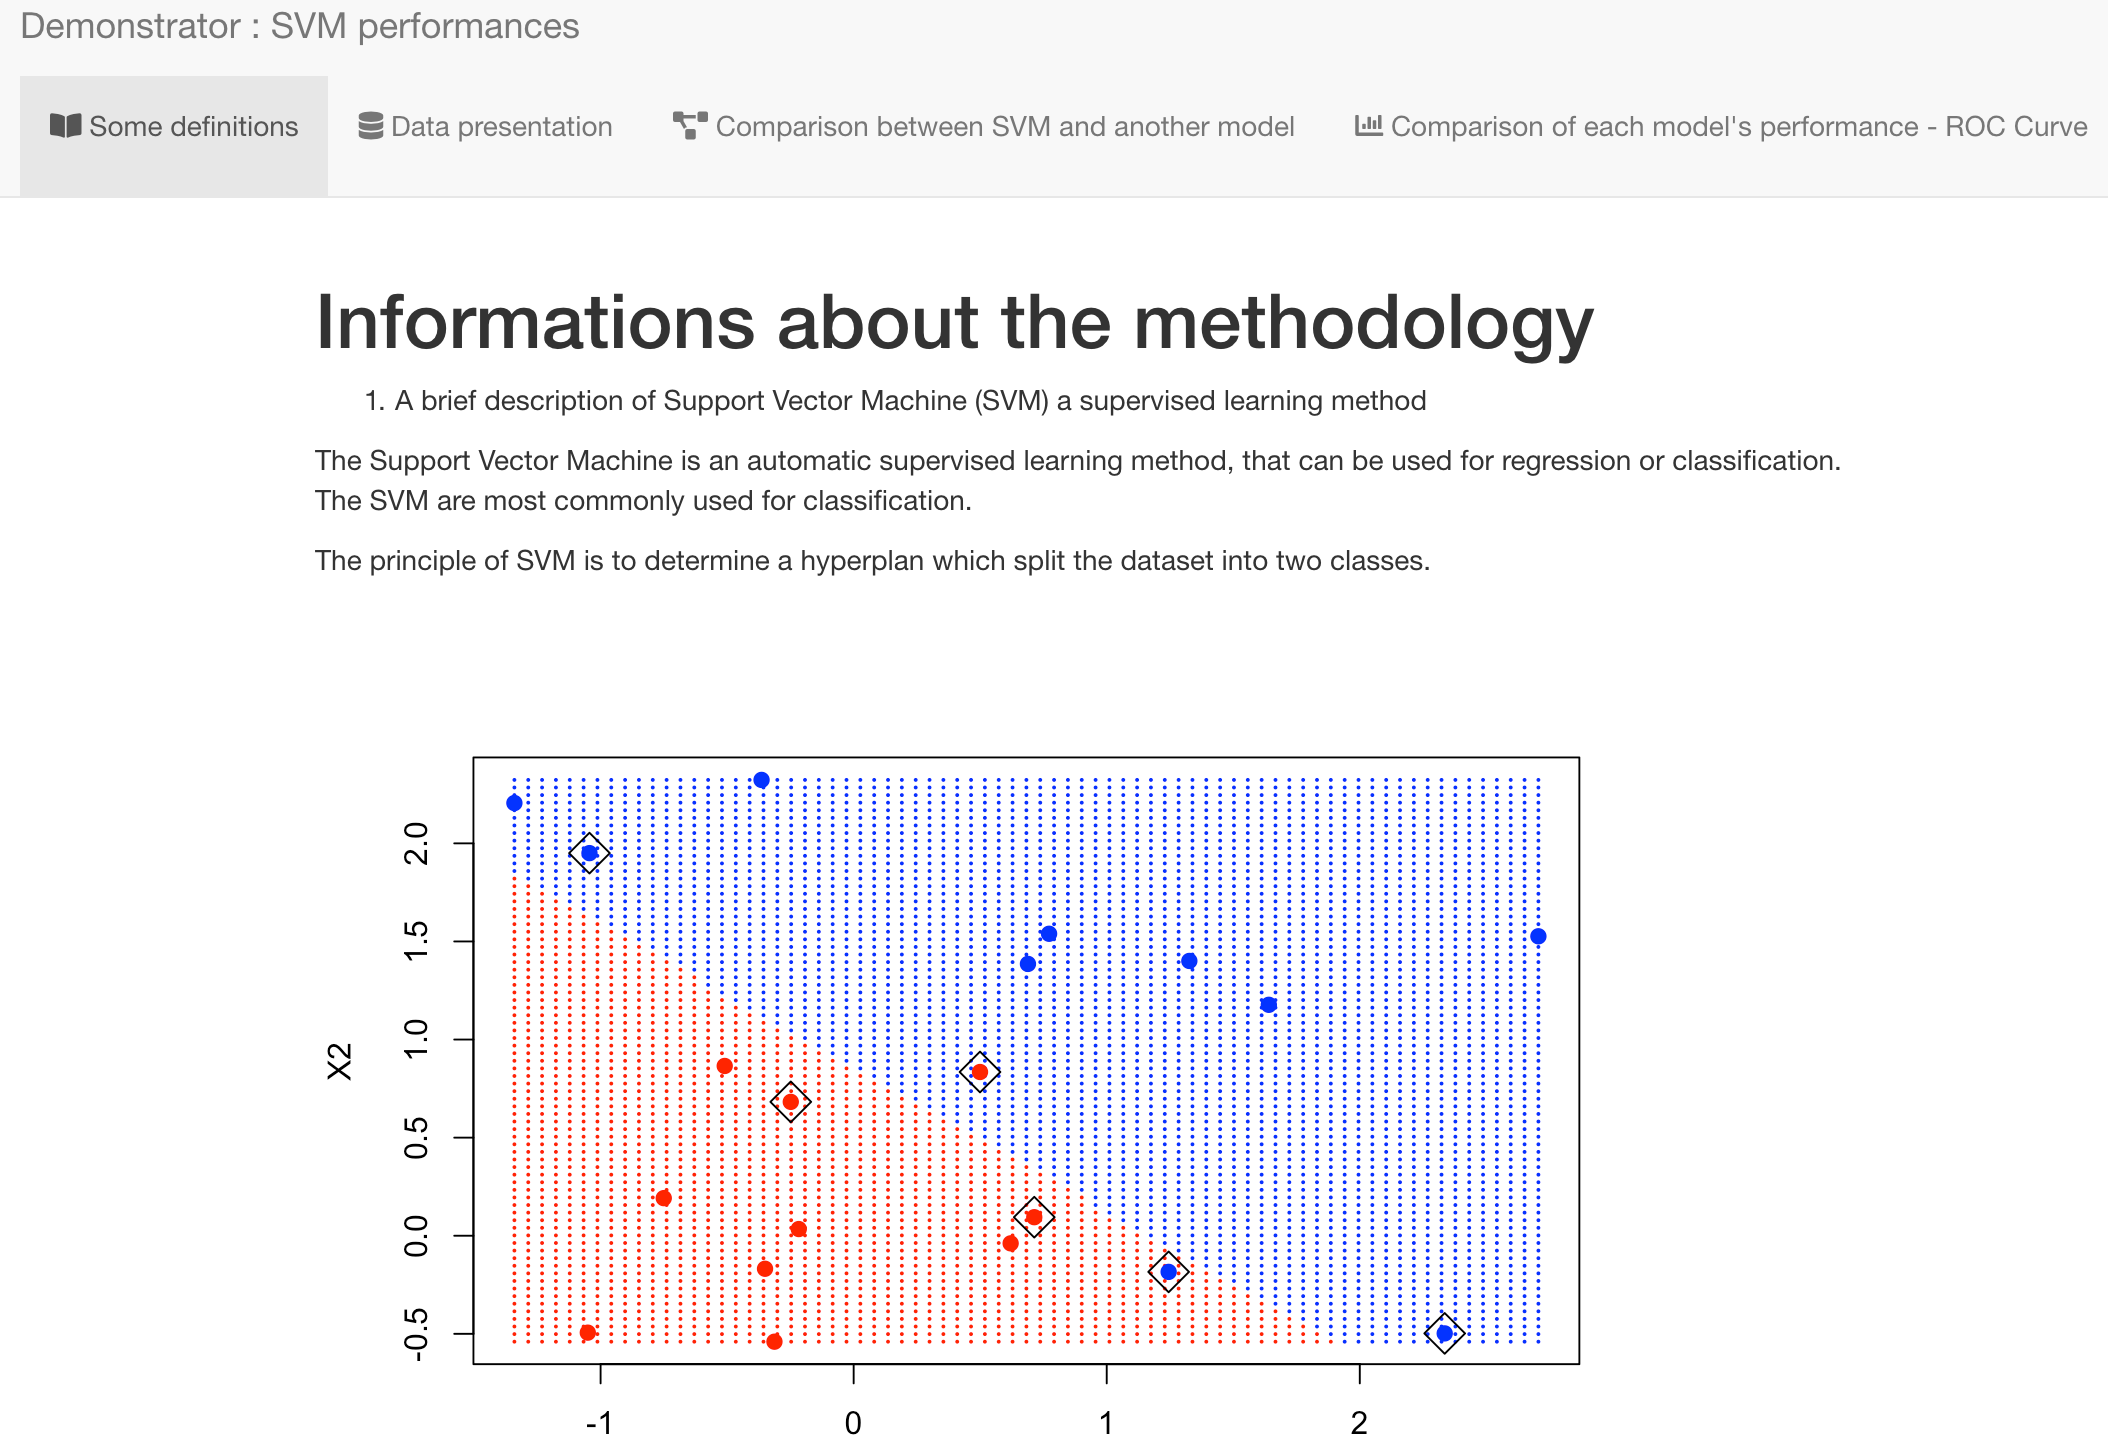 Demonstrator : SVM performances
Some definitions
Data presentation
Comparison between SVM and another model
Comparison of each model's performance - ROC Curve
Informations about the methodology
1. A brief description of Support Vector Machine (SVM) a supervised learning method
The Support Vector Machine is an automatic supervised learning method, that can be used for regression or classification.
The SVM are most commonly used for classification.
The principle of SVM is to determine a hyperplan which split the dataset into two classes.
2.0
1.5
1.0
0.5
0.0
-0.5
X2
-1
0
1
2